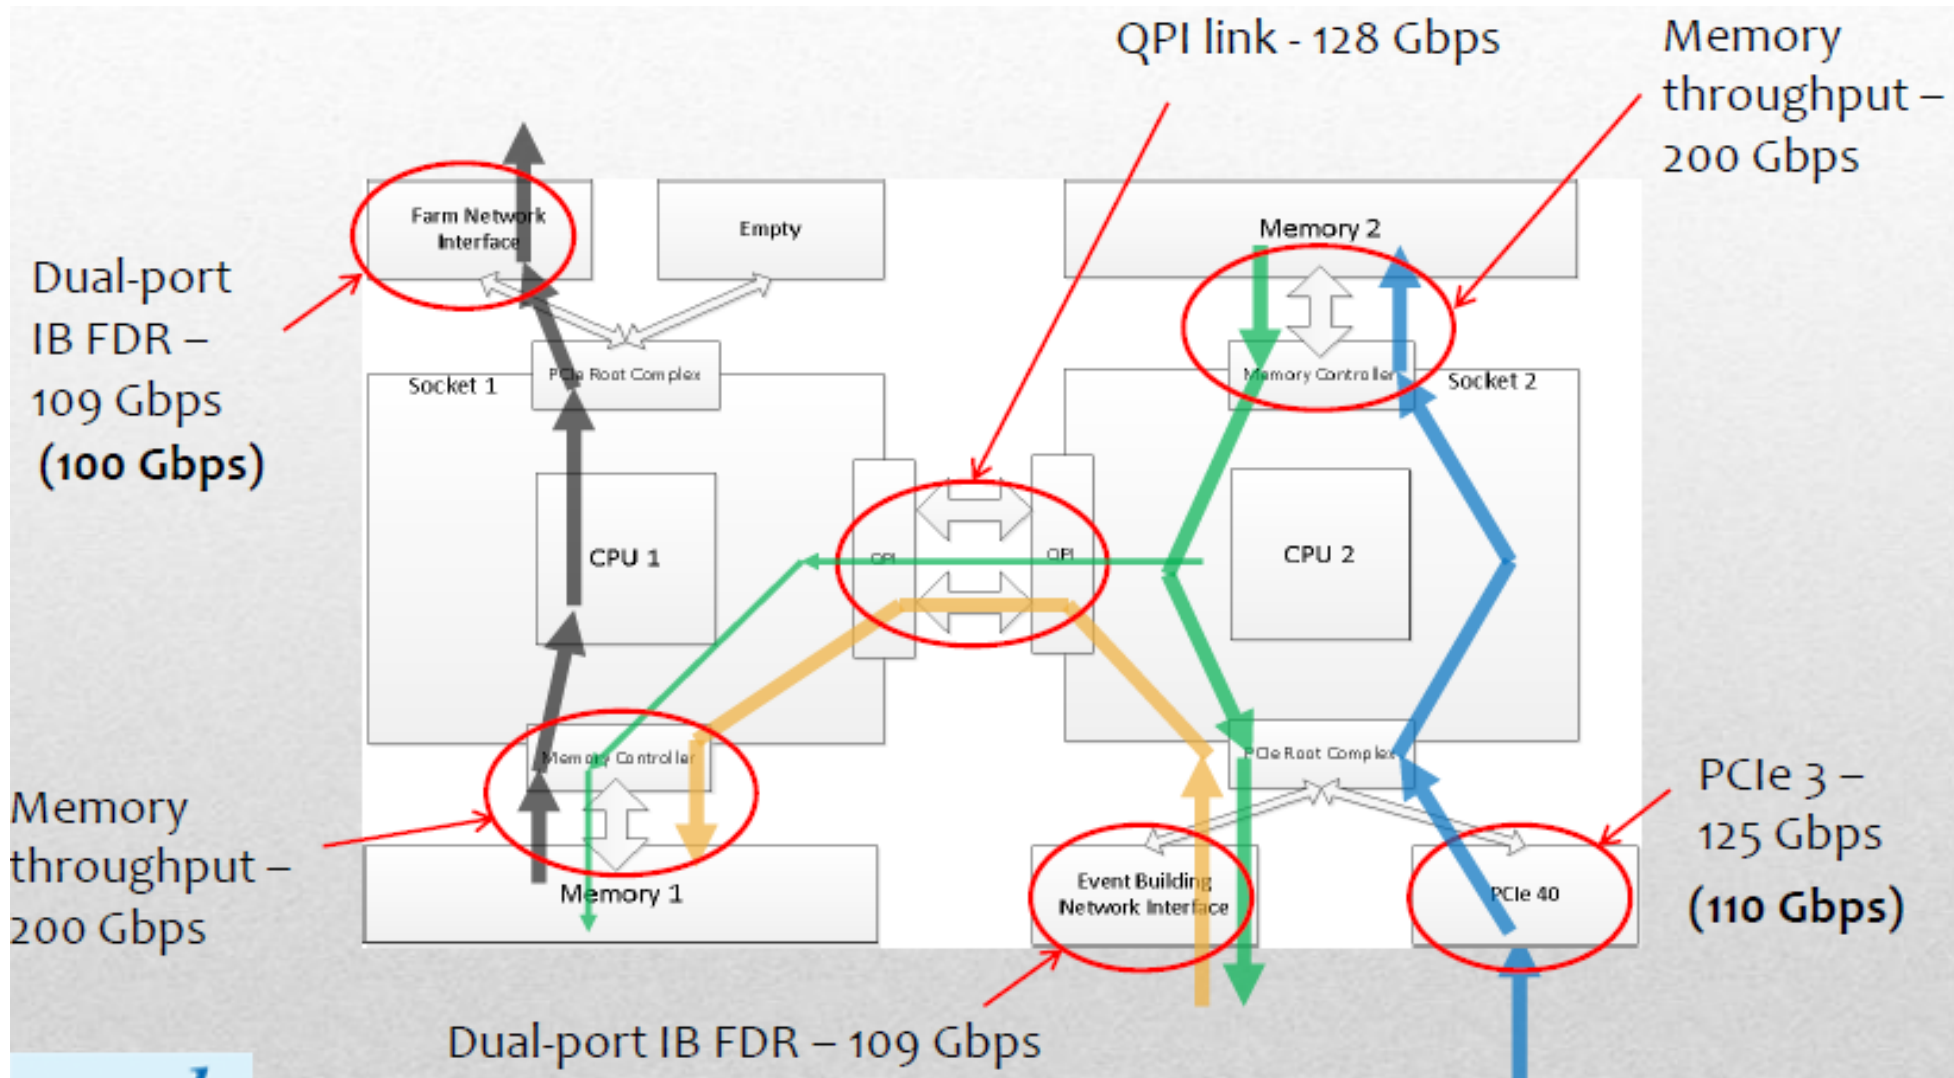 QPI link - 128 Gbps
Memory
throughput –
200 Gbps
Farm Network
Interface
Empty
Memory 2
Dual-port
IB FDR –
109 Gbps
(100 Gbps)
Socket 1
PCIe Root Complex
Memory Controller
Socket 2
CPU 1
QPI
QPI
CPU 2
Memory Controller
PCIe Root Complex
Memory
throughput –
200 Gbps
PCIe 3 –
125 Gbps
(110 Gbps)
Memory 1
Event Building
Network Interface
PCIe 40
Dual-port IB FDR – 109 Gbps